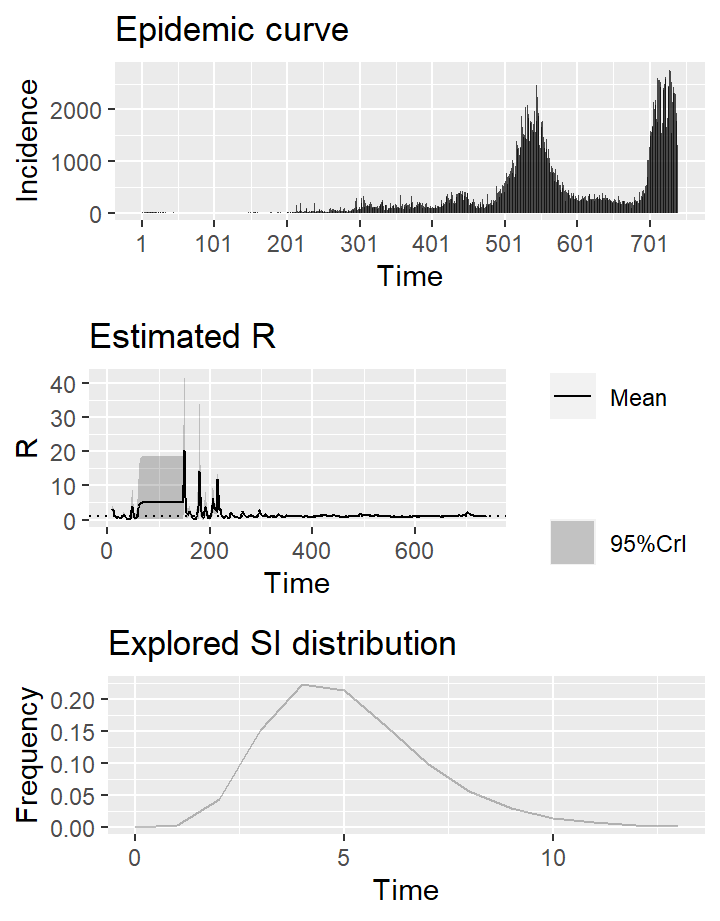 Epidemic curve
Incidence
2000
1000
0
1 101 201 301 401 501 601 701
Time
Estimated R
R
40
30
20
10
0
0 200 400 600
Time
Mean
95%CrI
Explored SI distribution
Frequency
0.20
0.15
0.10
0.05
0.00
0 5 10
Time